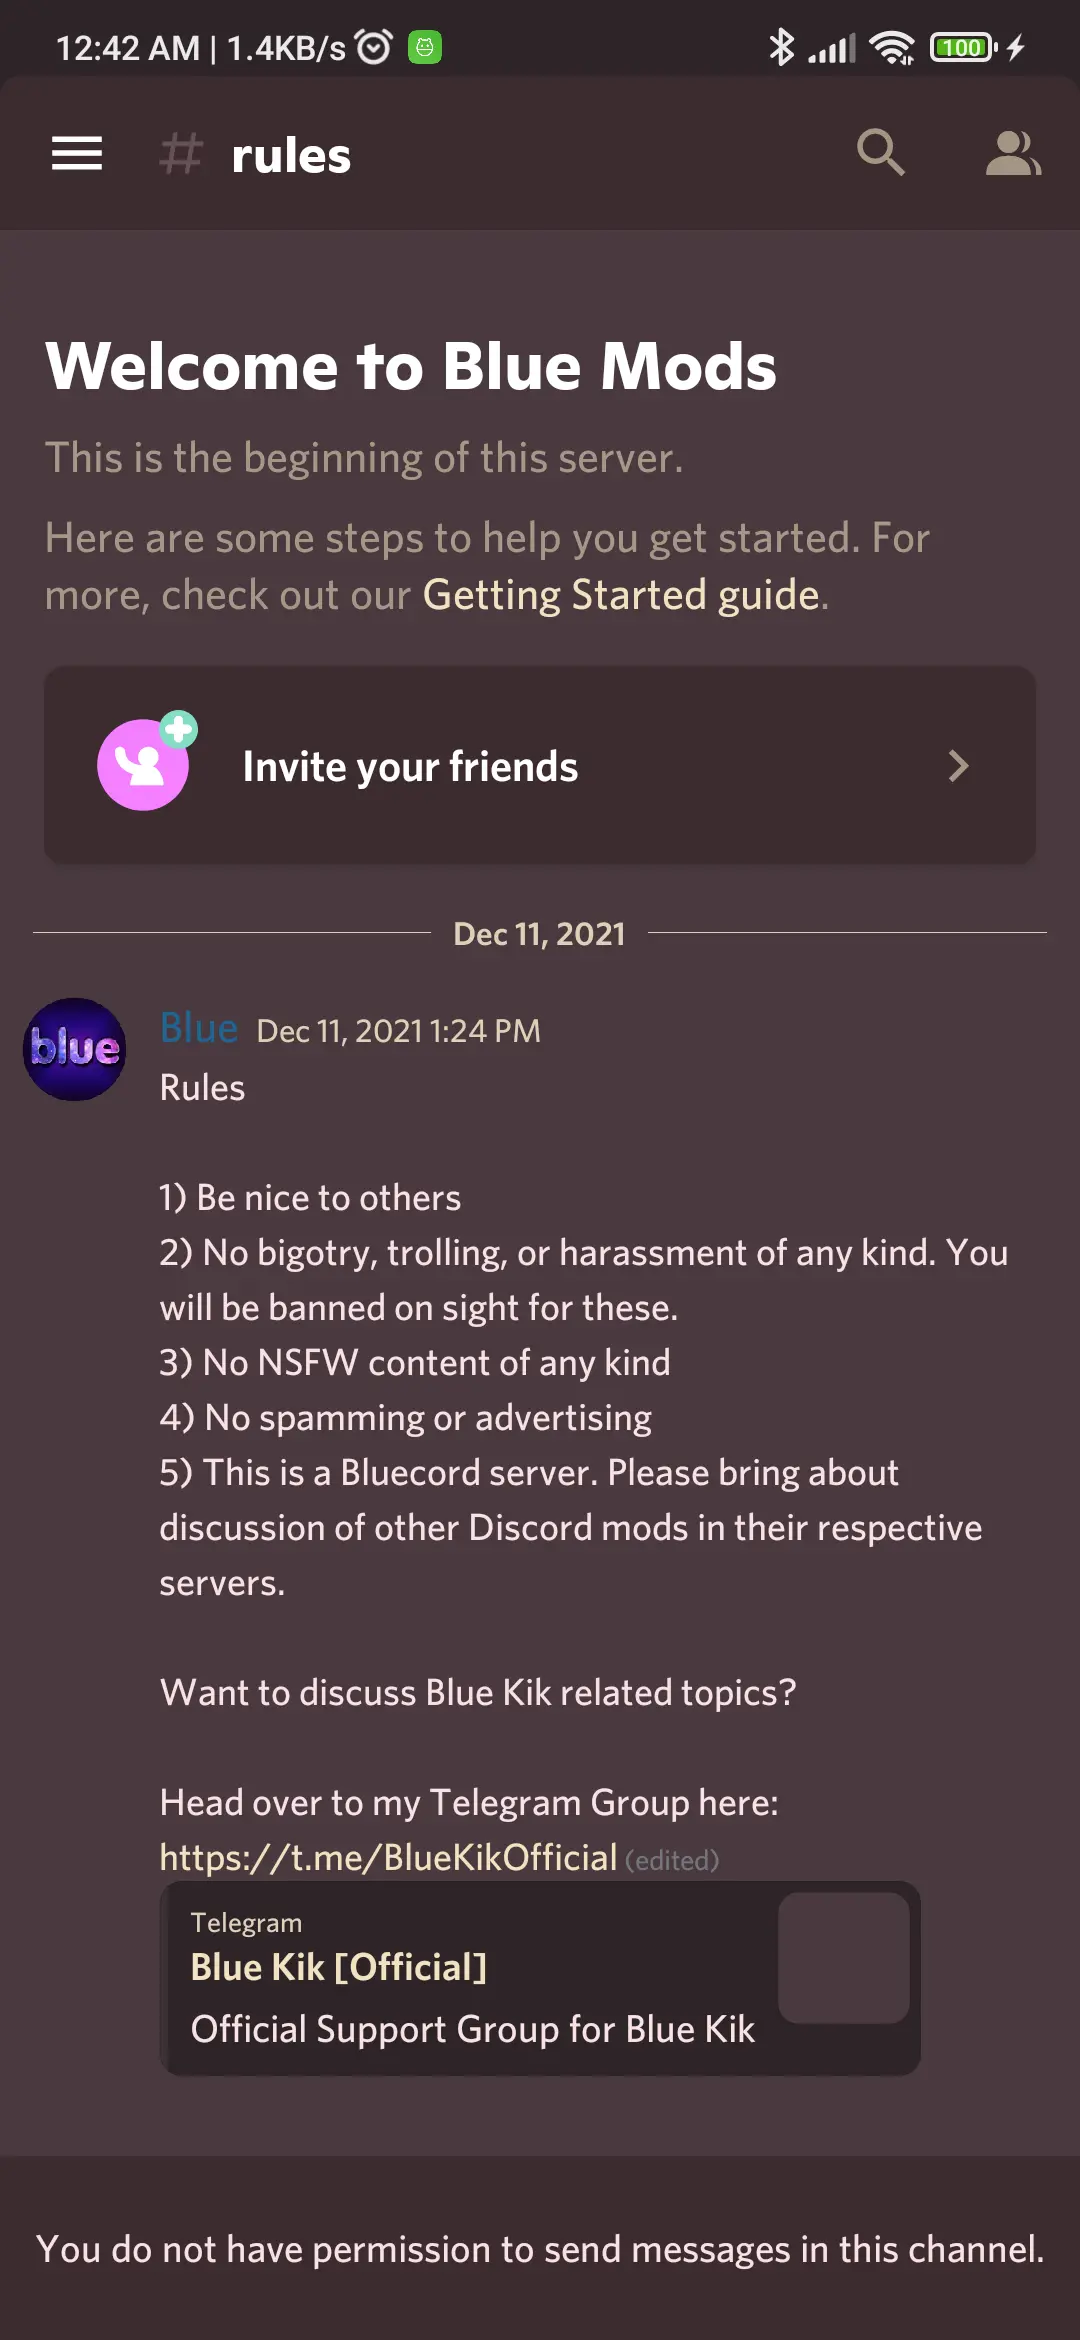 12:42 AM | 1.4KB/s
100
# rules
Welcome to Blue Mods
This is the beginning of this server.
Here are some steps to help you get started. For
more, check out our Getting Started guide.
Invite your friends
Dec 11, 2021
blue
Blue Dec 11, 2021 1:24 PM
Rules
1) Be nice to others
2) No bigotry, trolling, or harassment of any kind. You
will be banned on sight for these.
3) No NSFW content of any kind
4) No spamming or advertising
5) This is a Bluecord server. Please bring about
discussion of other Discord mods in their respective
servers.
Want to discuss Blue Kik related topics?
Head over to my Telegram Group here:
https://t.me/BlueKikOfficial (edited)
Telegram
Blue Kik [Official]
Official Support Group for Blue Kik
You do not have permission to send messages in this channel.